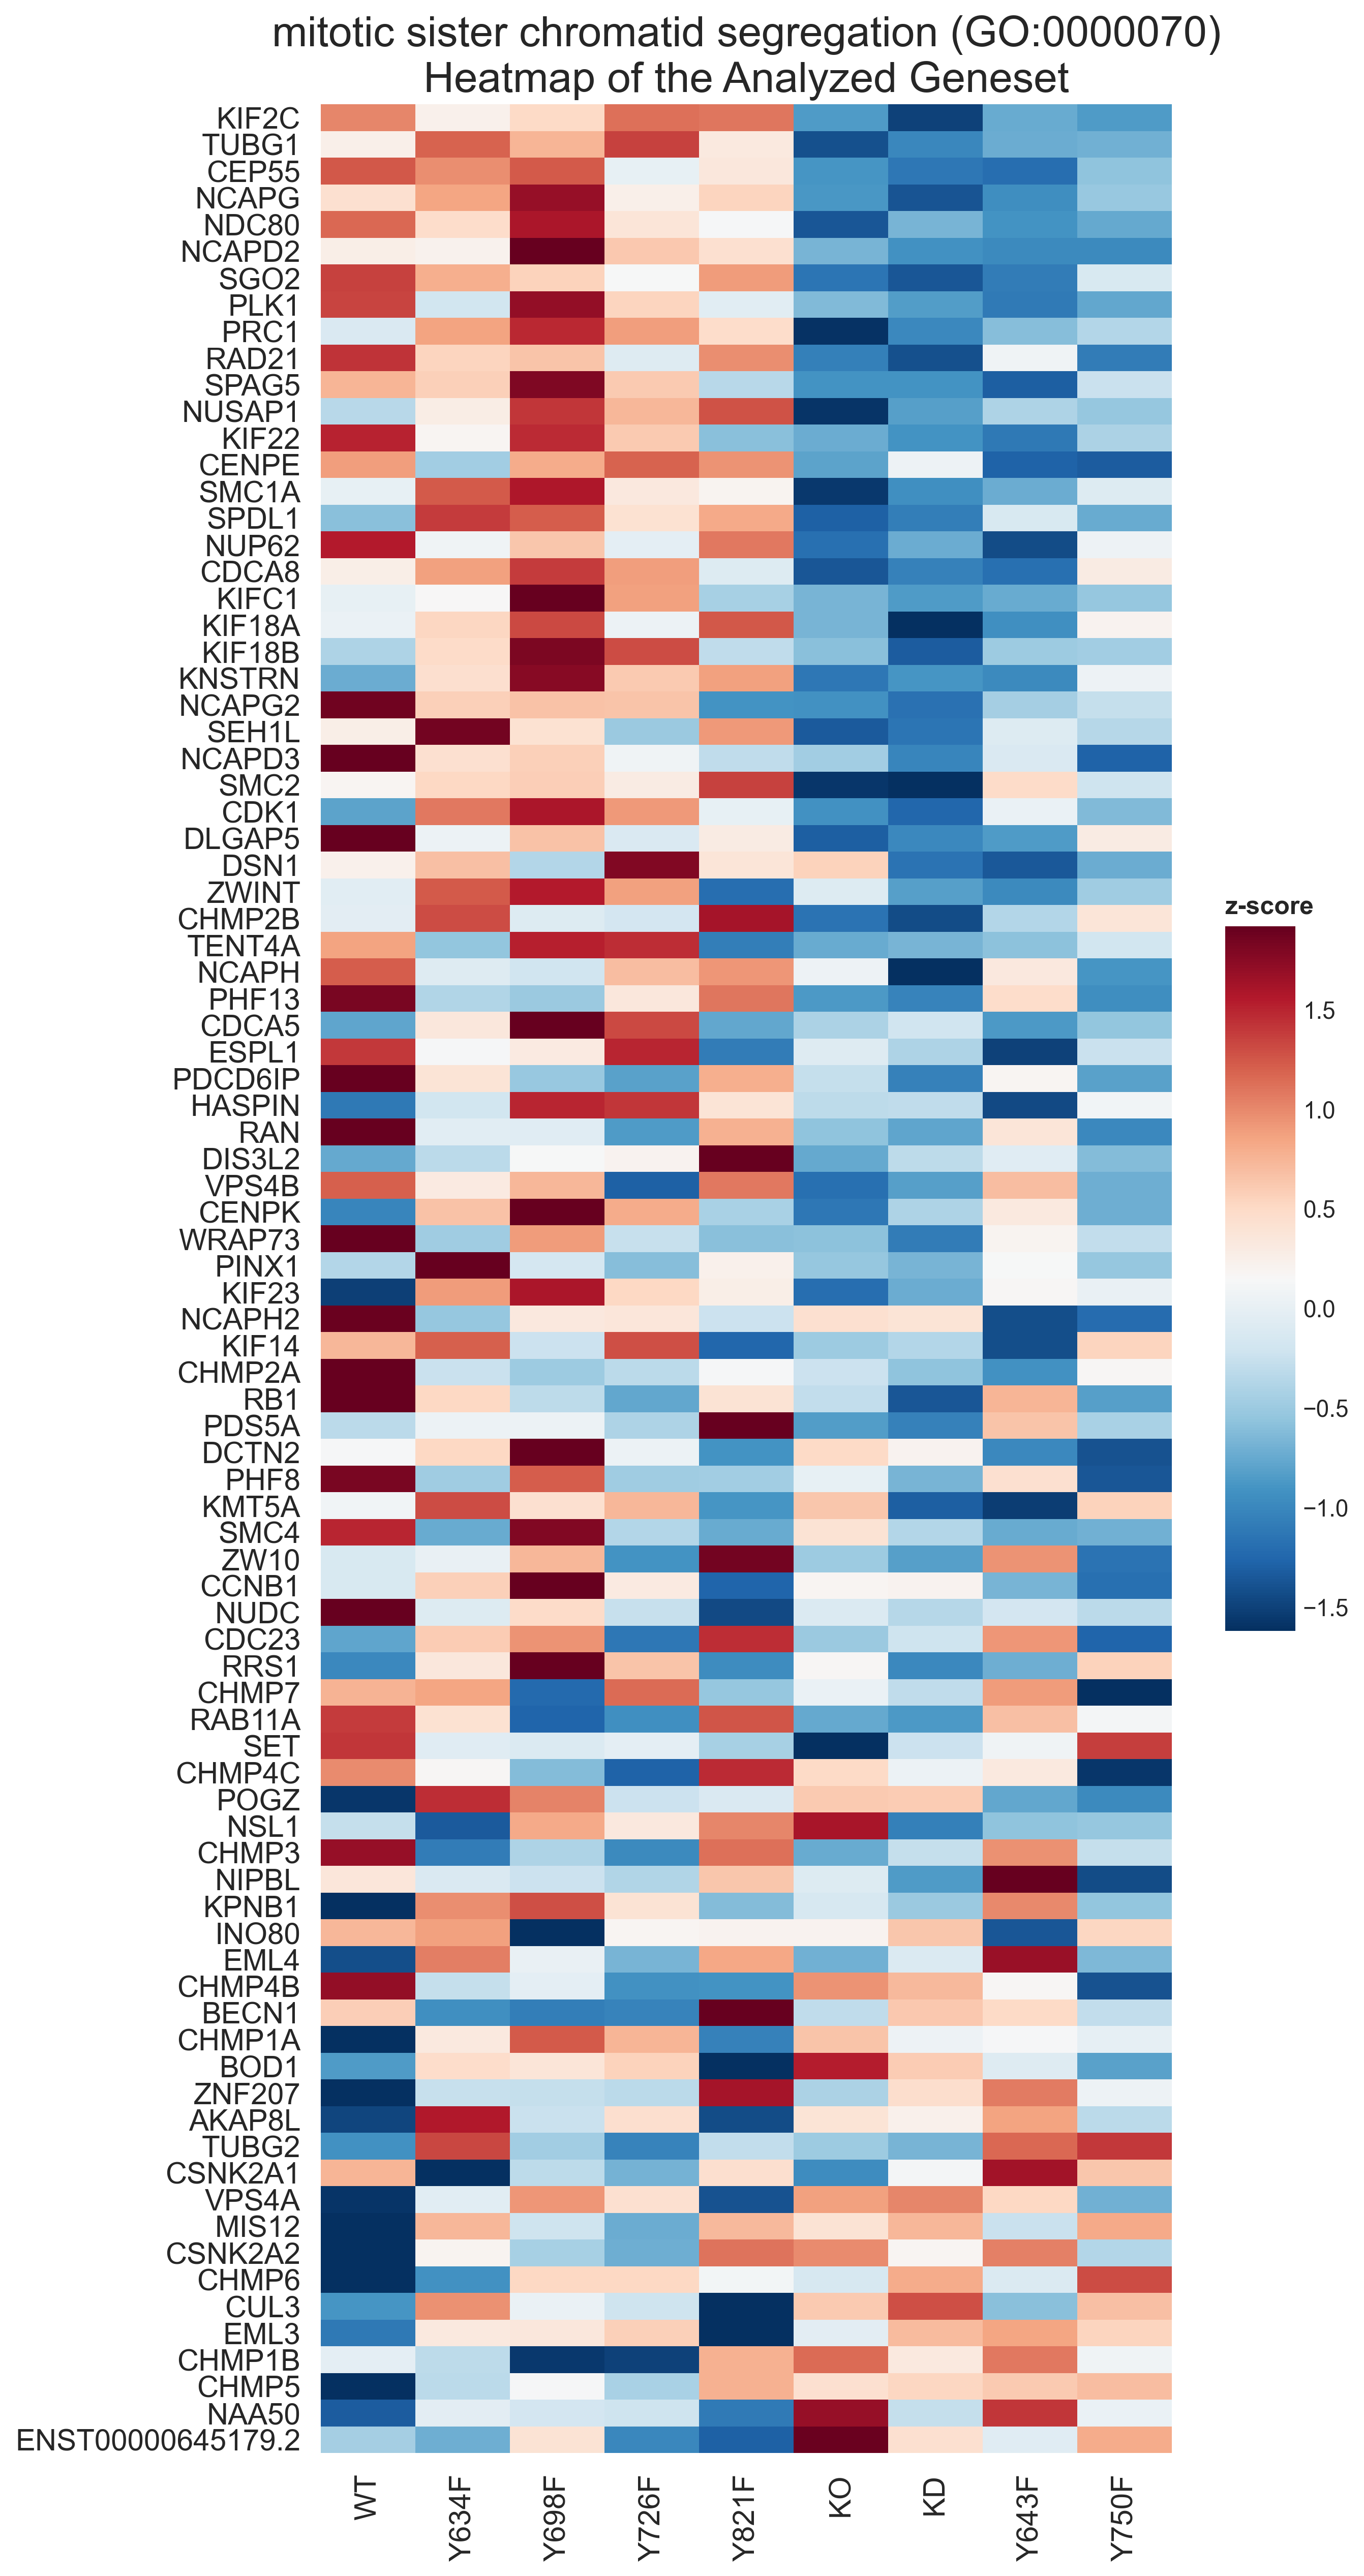 mitotic sister chromatid segregation (GO:0000070)
Heatmap of the Analyzed Geneset
KIF2C
TUBG1
CEP55
NCAPG
NDC80
NCAPD2
SGO2
PLK1
PRC1
RAD21
SPAG5
NUSAP1
KIF22
CENPE
SMC1A
SPDL1
NUP62
CDCA8
KIFC1
KIF18A
KIF18B
KNSTRN
NCAPG2
SEH1L
NCAPD3
SMC2
CDK1
DLGAP5
DSN1
ZWINT
CHMP2B
TENT4A
NCAPH
PHF13
CDCA5
ESPL1
PDCD6IP
HASPIN
RAN
DIS3L2
VPS4B
CENPK
WRAP73
PINX1
KIF23
NCAPH2
KIF14
CHMP2A
RB1
PDS5A
DCTN2
PHF8
KMT5A
SMC4
ZW10
CCNB1
NUDC
CDC23
RRS1
CHMP7
RAB11A
SET
CHMP4C
POGZ
NSL1
CHMP3
NIPBL
KPNB1
INO80
EML4
CHMP4B
BECN1
CHMP1A
BOD1
ZNF207
AKAP8L
TUBG2
CSNK2A1
VPS4A
MIS12
CSNK2A2
CHMP6
CUL3
EML3
CHMP1B
CHMP5
NAA50
ENST00000645179.2
WT
Y634F
Y698F
Y726F
Y821F
KO
KD
Y643F
Y750F
z-score
1.5
1.0
0.5
0.0
−0.5
−1.0
−1.5